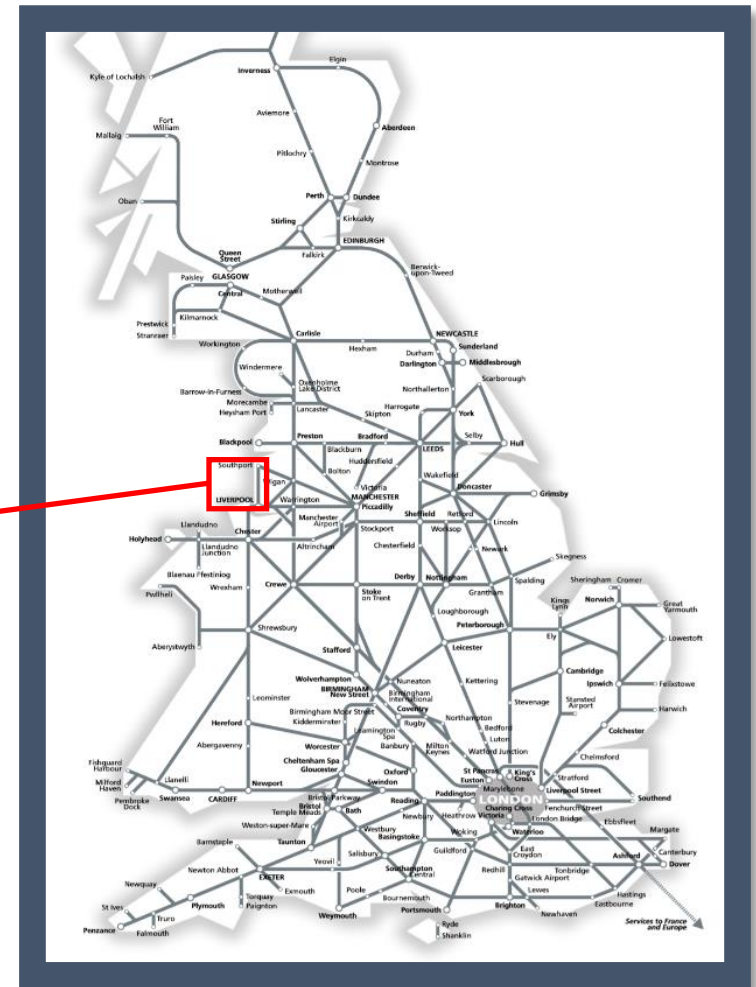 Elgin
Inverness
Kyle of Lochalsh
Aviemore
Fort
William
Mallaig
Aberdeen
Pitlochry
Montrose
Perth
Dundee
Oban
Kirkcaldy
Stirling
EDINBURGH
Queen
Street
Falkirk
Berwick-
upon-Tweed
Paisley
GLASGOW
Central
Motherwell
Kilmarnock
Prestwick
Stranraer
Carlisle
NEWCASTLE
Workington
Hexham
Sunderland
Durham
Darlington
Middlesbrough
Windermere
Oxenholme
Lake District
Scarborough
Barrow-in-Furness
Northallerton
Morecambe
Heysham Port
Lancaster
Harrogate
Skipton
York
Blackpool
Preston
Bradford
Selby
Blackburn
LEEDS
Hull
Southport
Huddersfield
Bolton
Wigan
Victoria
Wakefield
Doncaster
Grimsby
LIVERPOOL
Warrington
MANCHESTER
Piccadilly
Manchester
Airport
Sheffield
Retford
Lincoln
Llandudno
Chester
Stockport
Worksop
Holyhead
Llandudno
Junction
Altrincham
Chesterfield
Newark
Skegness
Blaenau Ffestiniog
Wrexham
Crewe
Derby
Nottingham
Spalding
Sheringham
Cromer
Pwllheli
Stoke
on Trent
Grantham
Kings
Lynn
Norwich
Great
Yarmouth
Loughborough
Peterborough
Shrewsbury
Ely
Lowestoft
Aberystwyth
Stafford
Leicester
Wolverhampton
Nuneaton
Cambridge
BIRMINGHAM
New Street
Birmingham
International
Kettering
Ipswich
Felixstowe
Leominster
Coventry
Stevenage
Stansted
Airport
Birmingham Moor Street
Kidderminster
Rugby
Northampton
Harwich
Hereford
Leamington
Spa
Bedford
Colchester
Abergavenny
Worcester
Banbury
Milton
Keynes
Luton
Watford Junction
Chelmsford
Fishguard
Harbour
Cheltenham Spa
Gloucester
Oxford
St Pancras
King's
Cross
Euston
Stratford
Milford
Haven
Llanelli
Newport
Swindon
Marylebone
Liverpool Street
Pembroke
Dock
Swansea
CARDIFF
Bristol Parkway
Reading
Paddington
LONDON
Southend
Bristol
Temple Meads
Bath
Charing Cross
Fenchurch Street
Newbury
Heathrow
Victoria
London Bridge
Ebbsfleet
Weston-super-Mare
Westbury
Basingstoke
Woking
Waterloo
Margate
Barnstaple
Taunton
Salisbury
Guildford
East
Croydon
Canterbury
Newton Abbot
Yeovil
Southampton
Central
Redhill
Tonbridge
Ashford
Dover
EXETER
Gatwick Airport
Newquay
Exmouth
Poole
Lewes
Hastings
St Ives
Plymouth
Torquay
Paignton
Bournemouth
Eastbourne
Truro
Weymouth
Portsmouth
Brighton
Newhaven
Penzance
Falmouth
Ryde
Shanklin
Services to France
and Europe